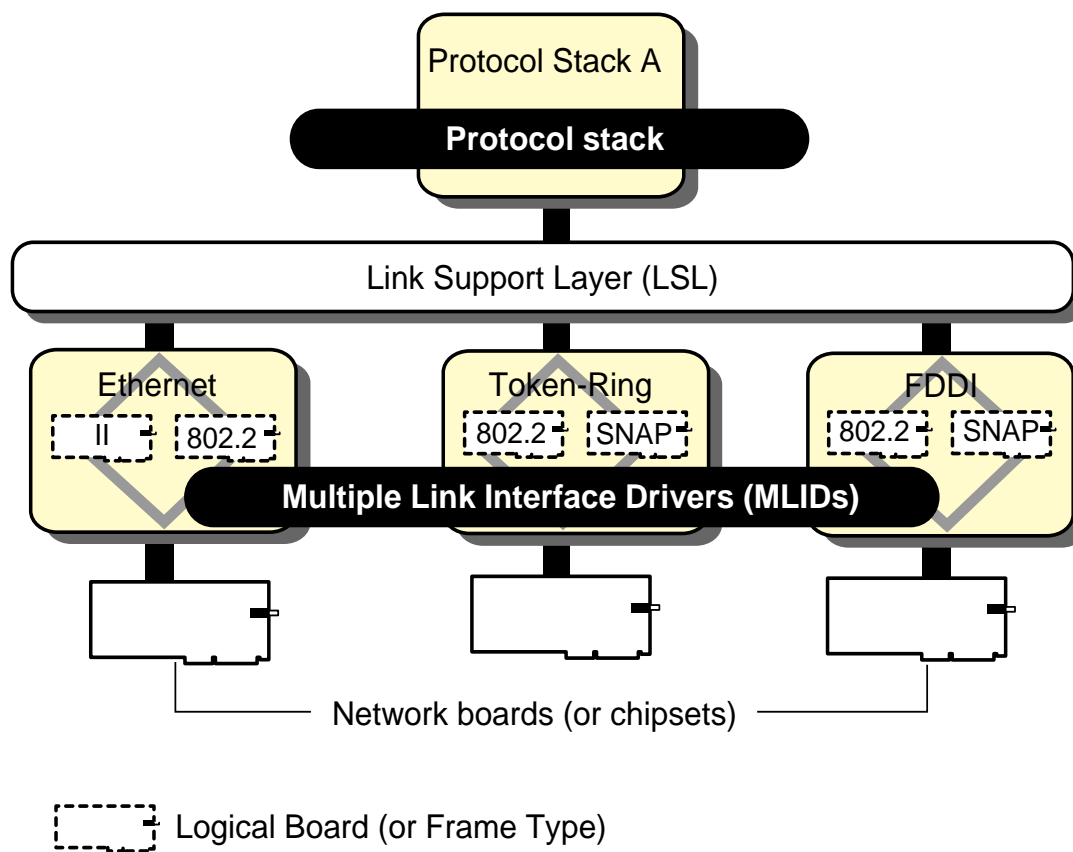 Protocol Stack A
Protocol stack
Link Support Layer (LSL)
Ethernet
Token-Ring
FDDI
II
802.2
802.2
SNAP
802.2
SNAP
Multiple Link Interface Drivers (MLIDs)
Network boards (or chipsets)
Logical Board (or Frame Type)